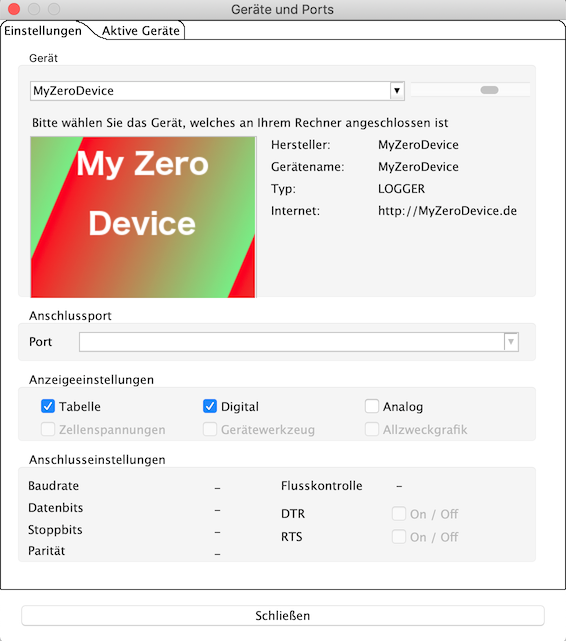 Geräte und Ports
Einstellungen
Aktive Geräte
Gerät
MyZeroDevice
Bitte wählen Sie das Gerät, welches an Ihrem Rechner angeschlossen ist
My Zero
Device
Hersteller: MyZeroDevice
Gerätename: MyZeroDevice
Typ: LOGGER
Internet: http://MyZeroDevice.de
Anschlussport
Port
Anzeigeeinstellungen
Tabelle Digital Analog
Zellenspannungen Gerätewerkzeug Allzweckgrafik
Anschlusseinstellungen
Baudrate – Flusskontrolle –
Datenbits –
DTR On / Off
Stoppbits –
RTS On / Off
Parität –
Schließen